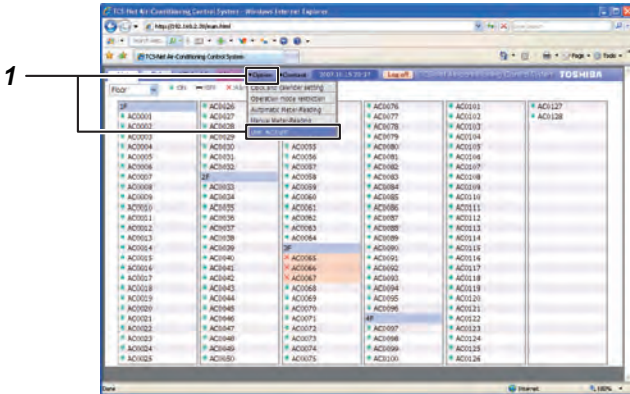 1
TCS-Net Air-Conditioning Control System - Windows Internet Explorer
TCS-Net Air-Conditioning Control System
Option
Content
Log off
TOSHIBA
Floor
ON
OFF
Clock and calendar setting
Operation mode restriction
Automatic Meter-Reading
Manual Meter-Reading
User Account
1F
AC0001
AC0002
AC0003
AC0004
AC0005
AC0006
AC0007
AC0008
AC0009
AC0010
AC0011
AC0012
AC0013
AC0014
AC0015
AC0016
AC0017
AC0018
AC0019
AC0020
AC0021
AC0022
AC0023
AC0024
AC0025
AC0026
AC0027
AC0028
AC0029
AC0030
AC0031
AC0032
2F
AC0033
AC0034
AC0035
AC0036
AC0037
AC0038
AC0039
AC0040
AC0041
AC0042
AC0043
AC0044
AC0045
AC0046
AC0047
AC0048
AC0049
AC0050
AC0055
AC0056
AC0057
AC0058
AC0059
AC0060
AC0061
AC0062
AC0063
AC0064
3F
AC0065
AC0066
AC0067
AC0068
AC0069
AC0070
AC0071
AC0072
AC0073
AC0074
AC0075
AC0076
AC0077
AC0078
AC0079
AC0080
AC0081
AC0082
AC0083
AC0084
AC0085
AC0086
AC0087
AC0088
AC0089
AC0090
AC0091
AC0092
AC0093
AC0094
AC0095
AC0096
4F
AC0097
AC0098
AC0099
AC0100
AC0101
AC0102
AC0103
AC0104
AC0105
AC0106
AC0107
AC0108
AC0109
AC0110
AC0111
AC0112
AC0113
AC0114
AC0115
AC0116
AC0117
AC0118
AC0119
AC0120
AC0121
AC0122
AC0123
AC0124
AC0125
AC0126
AC0127
AC0128
Done
Internet
100%